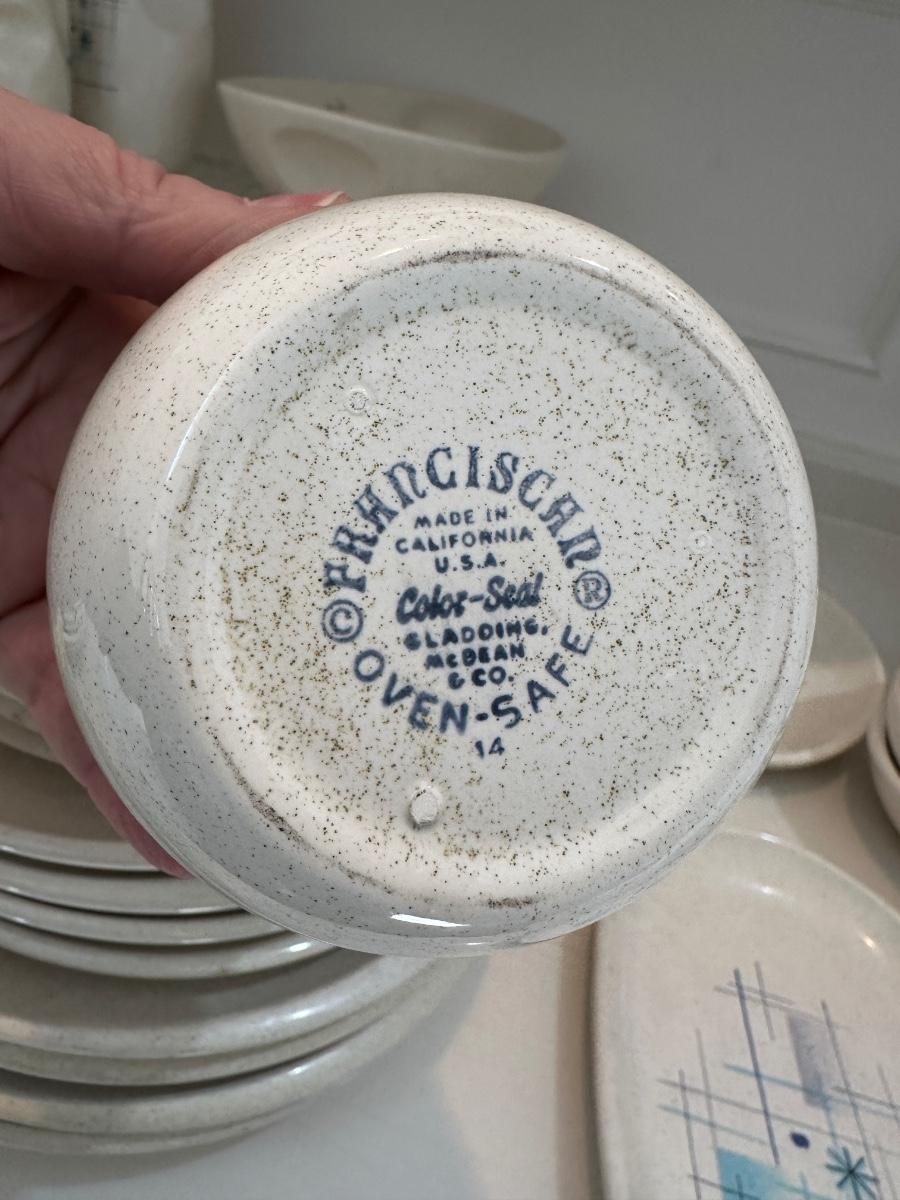 © FRANCISCAN ®
MADE IN
CALIFORNIA
U.S.A.
Color-Seal
GLADDING,
McBEAN
& CO.
OVEN-SAFE
14